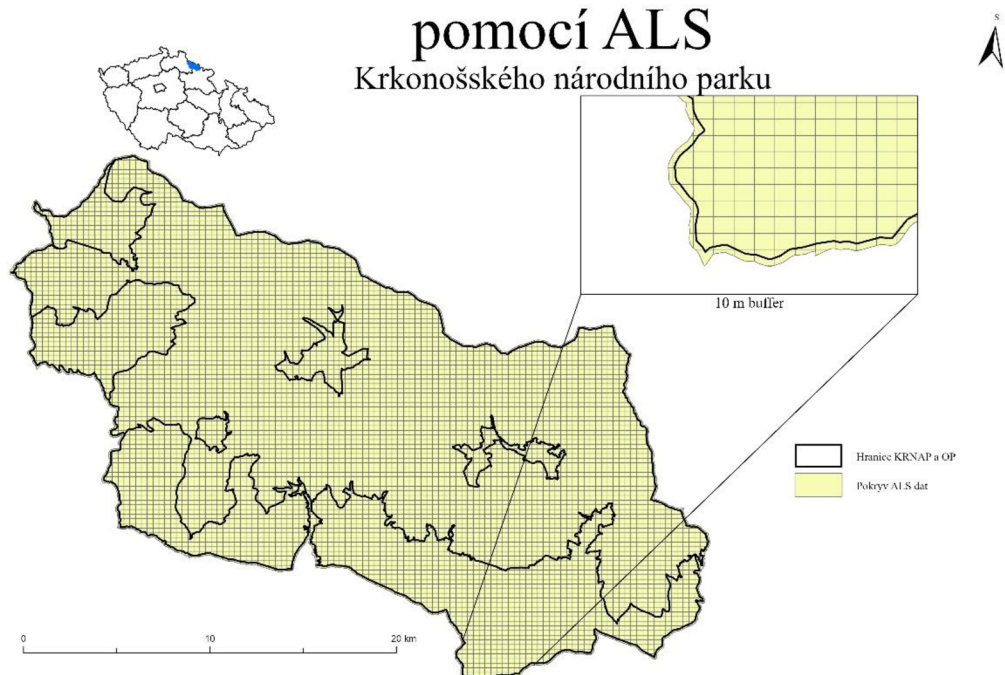 pomocí ALS
Krkonošského národního parku
S
10 m buffer
Hranice KRNAP a OP
Pokryv ALS dat
0 10 20 km